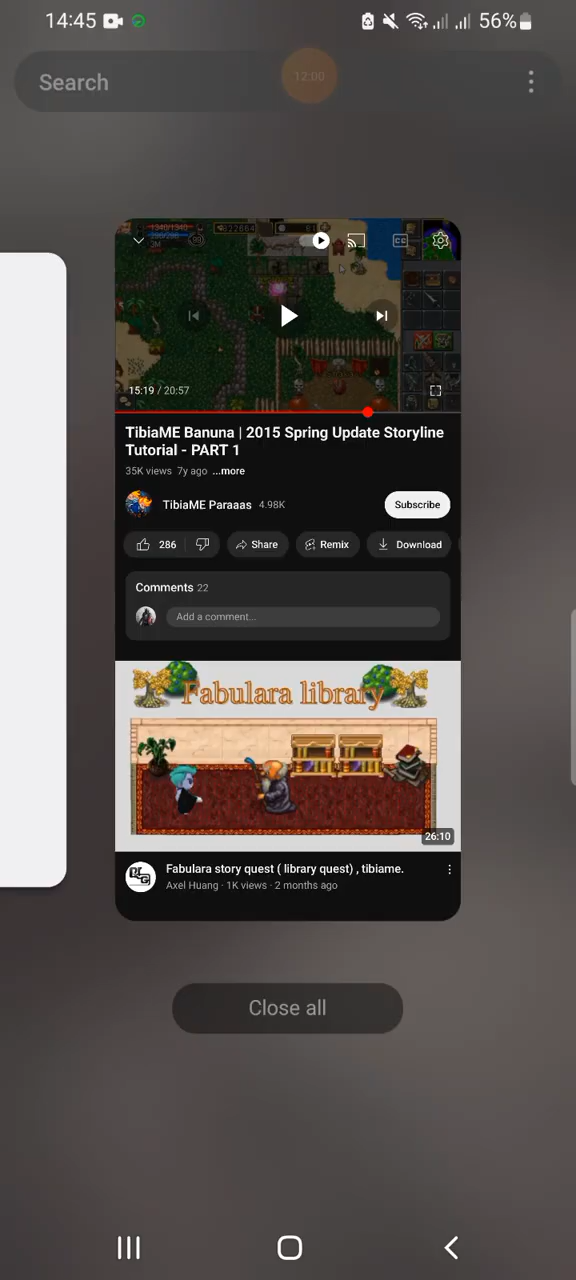 14:45
56%
Search
12:00
15:19 / 20:57
TibiaME Banuna | 2015 Spring Update Storyline
Tutorial - PART 1
35K views 7y ago ...more
TibiaME Paraaas 4.98K
Subscribe
286
Share
Remix
Download
Comments 22
Add a comment...
Fabulara library
26:10
Fabulara story quest ( library quest) , tibiame.
Axel Huang · 1K views · 2 months ago
Close all